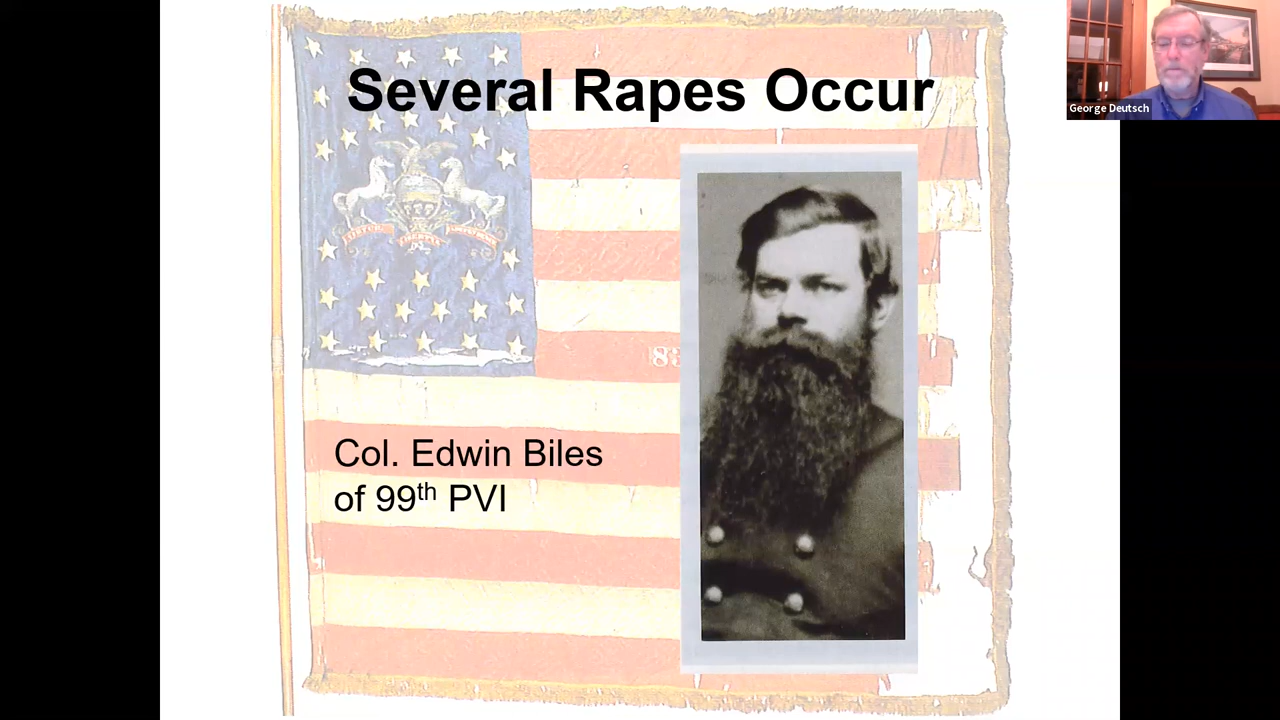 Several Rapes Occur
George Deutsch
Col. Edwin Biles
of 99th PVI